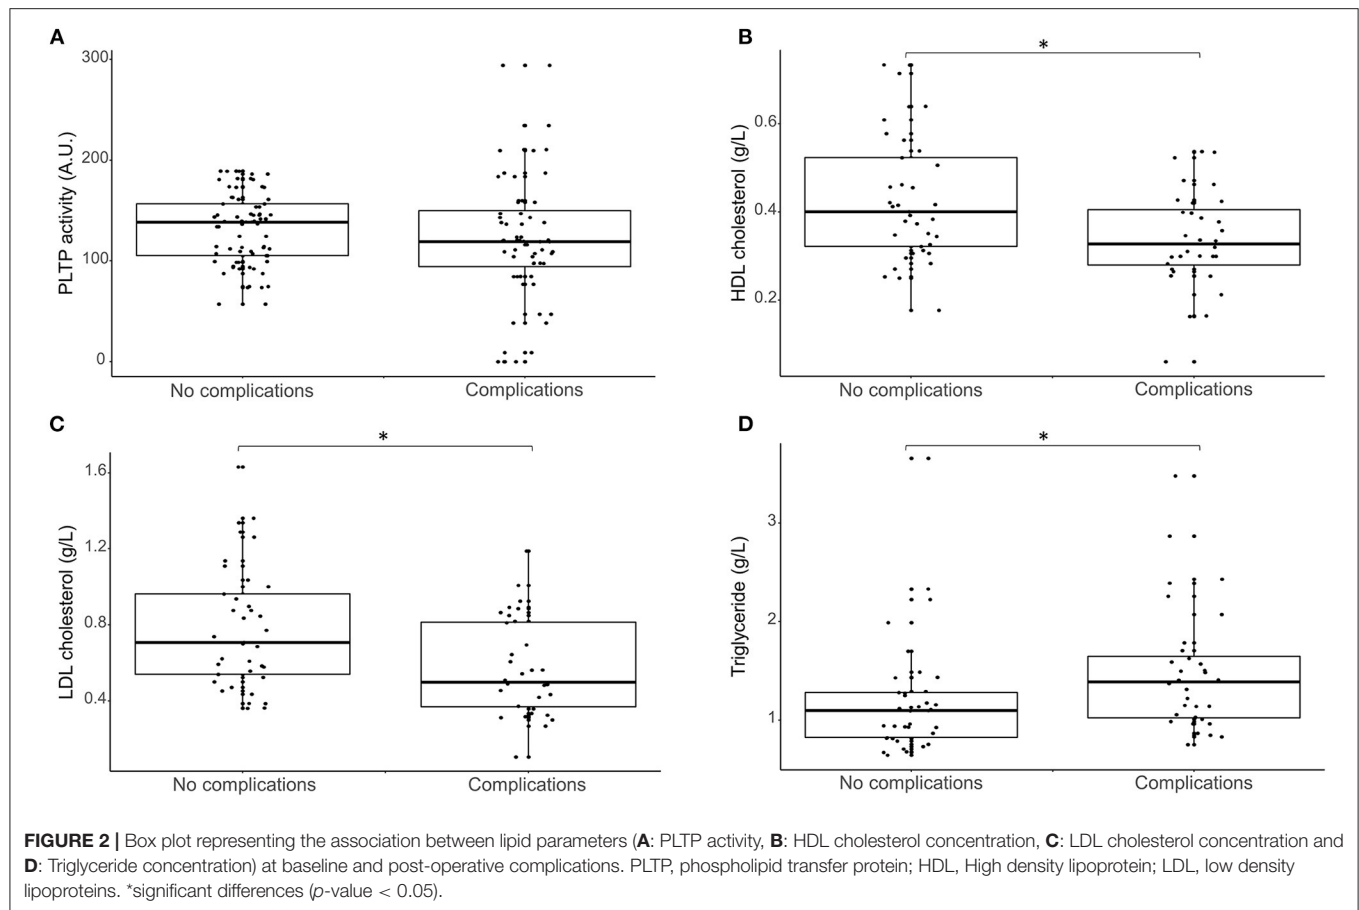 A
300
200
100
0
PLTP activity (A.U.)
No complications
Complications
B
*
0.6
0.4
0.2
HDL cholesterol (g/L)
No complications
Complications
C
*
1.6
1.2
0.8
0.4
LDL cholesterol (g/L)
No complications
Complications
D
*
3
2
1
Triglyceride (g/L)
No complications
Complications
FIGURE 2 | Box plot representing the association between lipid parameters (A: PLTP activity, B: HDL cholesterol concentration, C: LDL cholesterol concentration and
D: Triglyceride concentration) at baseline and post-operative complications. PLTP, phospholipid transfer protein; HDL, High density lipoprotein; LDL, low density
lipoproteins. *significant differences (p-value < 0.05).